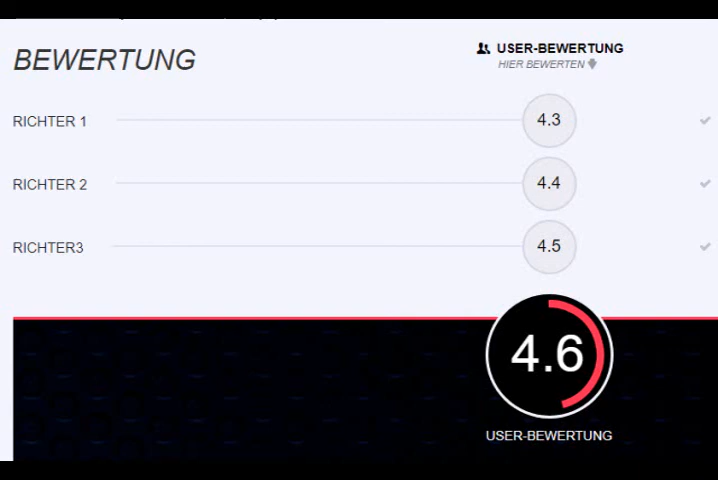 BEWERTUNG
USER-BEWERTUNG
HIER BEWERTEN
RICHTER 1 4.3
RICHTER 2 4.4
RICHTER3 4.5
4.6
USER-BEWERTUNG